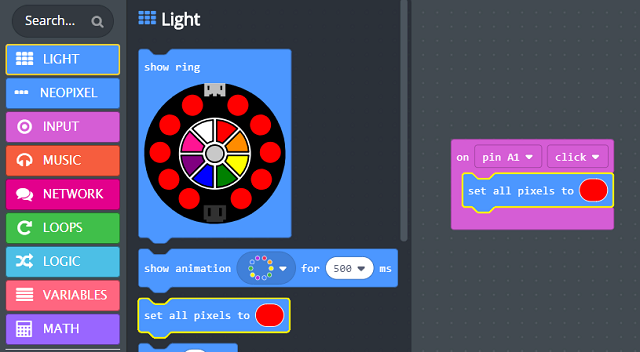 Search...
LIGHT
NEOPIXEL
INPUT
MUSIC
NETWORK
LOOPS
LOGIC
VARIABLES
MATH
Light
show ring
show animation for 500 ms
set all pixels to
on pin A1 click
set all pixels to